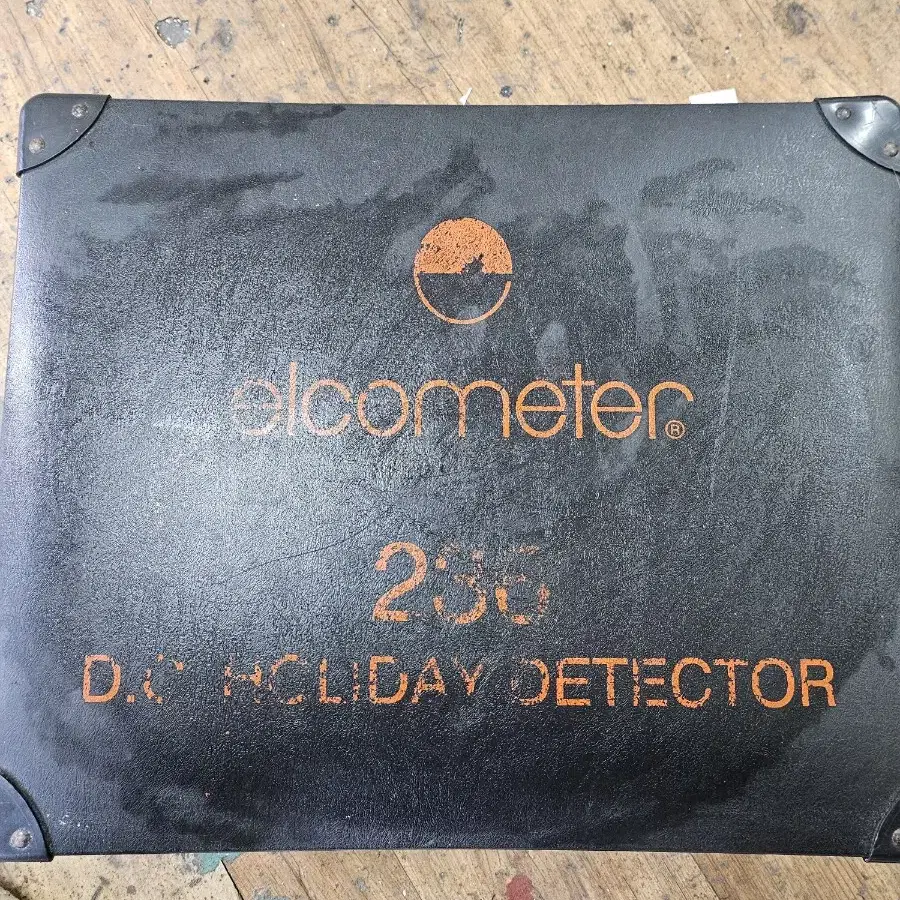 elcometer®
236
D.C. HOLIDAY DETECTOR